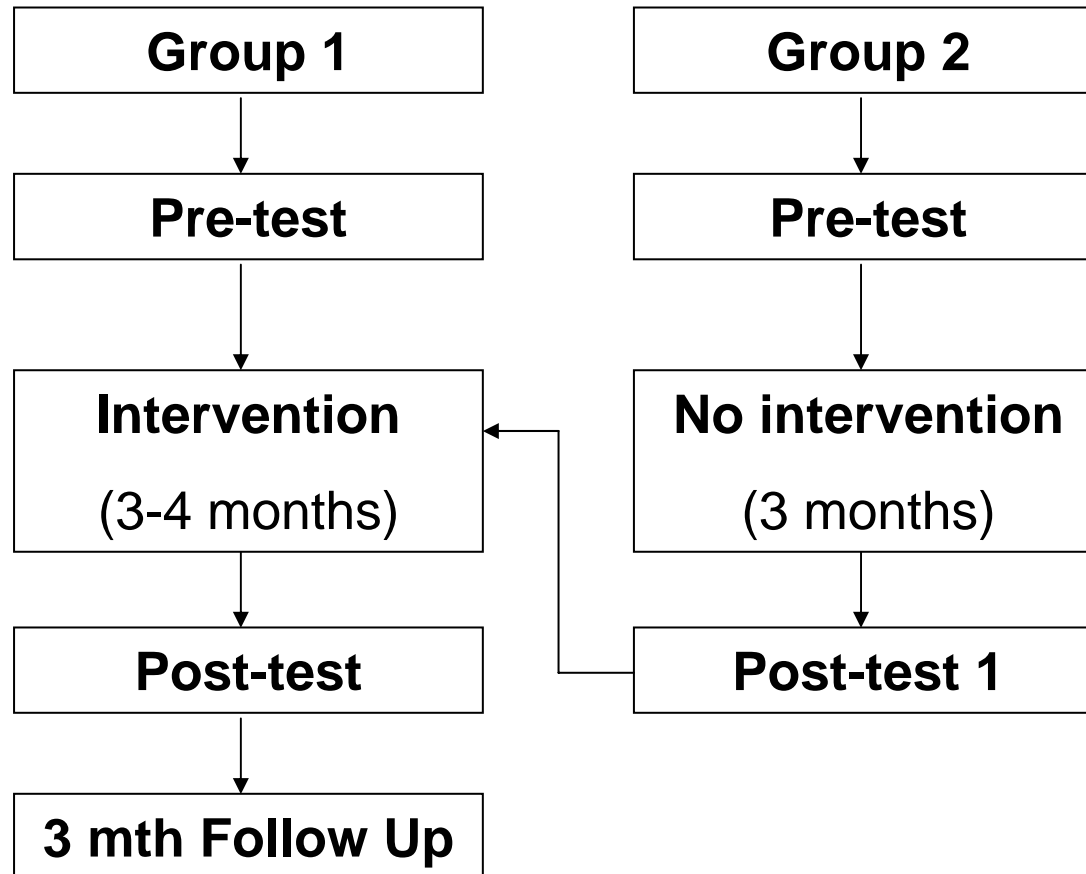 Group 1
Pre-test
Intervention
(3-4 months)
Post-test
3 mth Follow Up
Group 2
Pre-test
No intervention
(3 months)
Post-test 1